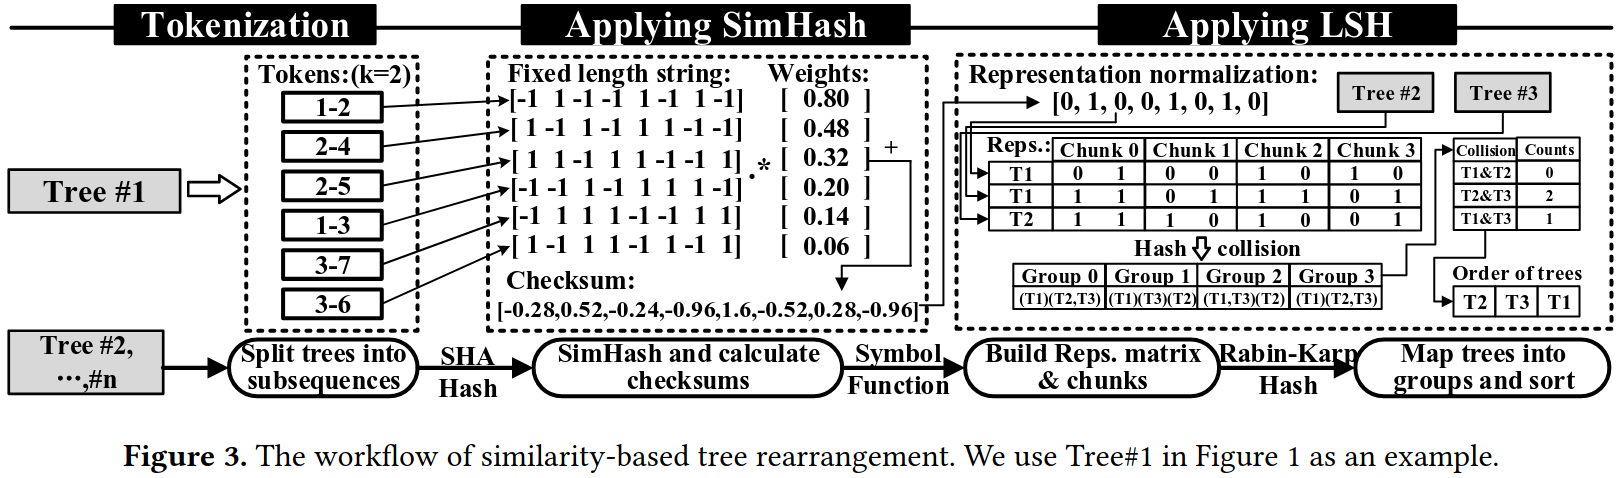 Tokenization
Applying SimHash
Applying LSH
Tokens:(k=2)
1-2
2-4
2-5
1-3
3-7
3-6
Tree #1
Fixed length string:
Weights:
[-1 1 -1 -1 1 -1 1 -1]
[ 0.80 ]
[ 1 -1 1 -1 1 1 -1 -1]
[ 0.48 ]
[ 1 1 -1 -1 1 -1 -1 1]
[ 0.32 ]
[-1 -1 1 -1 1 1 1 -1]
[ 0.20 ]
[-1 1 1 1 -1 -1 1 1]
[ 0.14 ]
[ 1 -1 1 1 1 -1 -1 1]
[ 0.06 ]
.*
+
Checksum:
[-0.28,0.52,-0.24,-0.96,1.6,-0.52,0.28,-0.96]
Representation normalization:
[0, 1, 0, 0, 1, 0, 1, 0]
Tree #2
Tree #3
Reps.: Chunk 0 Chunk 1 Chunk 2 Chunk 3
T1 0 1 0 0 1 0 1 0
T1 1 1 0 1 1 1 0 1
T2 1 1 1 0 1 0 0 1
Collision Counts
T1&T2 0
T2&T3 2
T1&T3 1
Hash collision
Group 0 Group 1 Group 2 Group 3
(T1)(T2,T3) (T1)(T3)(T2) (T1,T3)(T2) (T1)(T2,T3)
Order of trees
T2 T3 T1
Tree #2,
···,#n
Split trees into
subsequences
SHA
Hash
SimHash and calculate
checksums
Symbol
Function
Build Reps. matrix
& chunks
Rabin-Karp
Hash
Map trees into
groups and sort
Figure 3. The workflow of similarity-based tree rearrangement. We use Tree#1 in Figure 1 as an example.